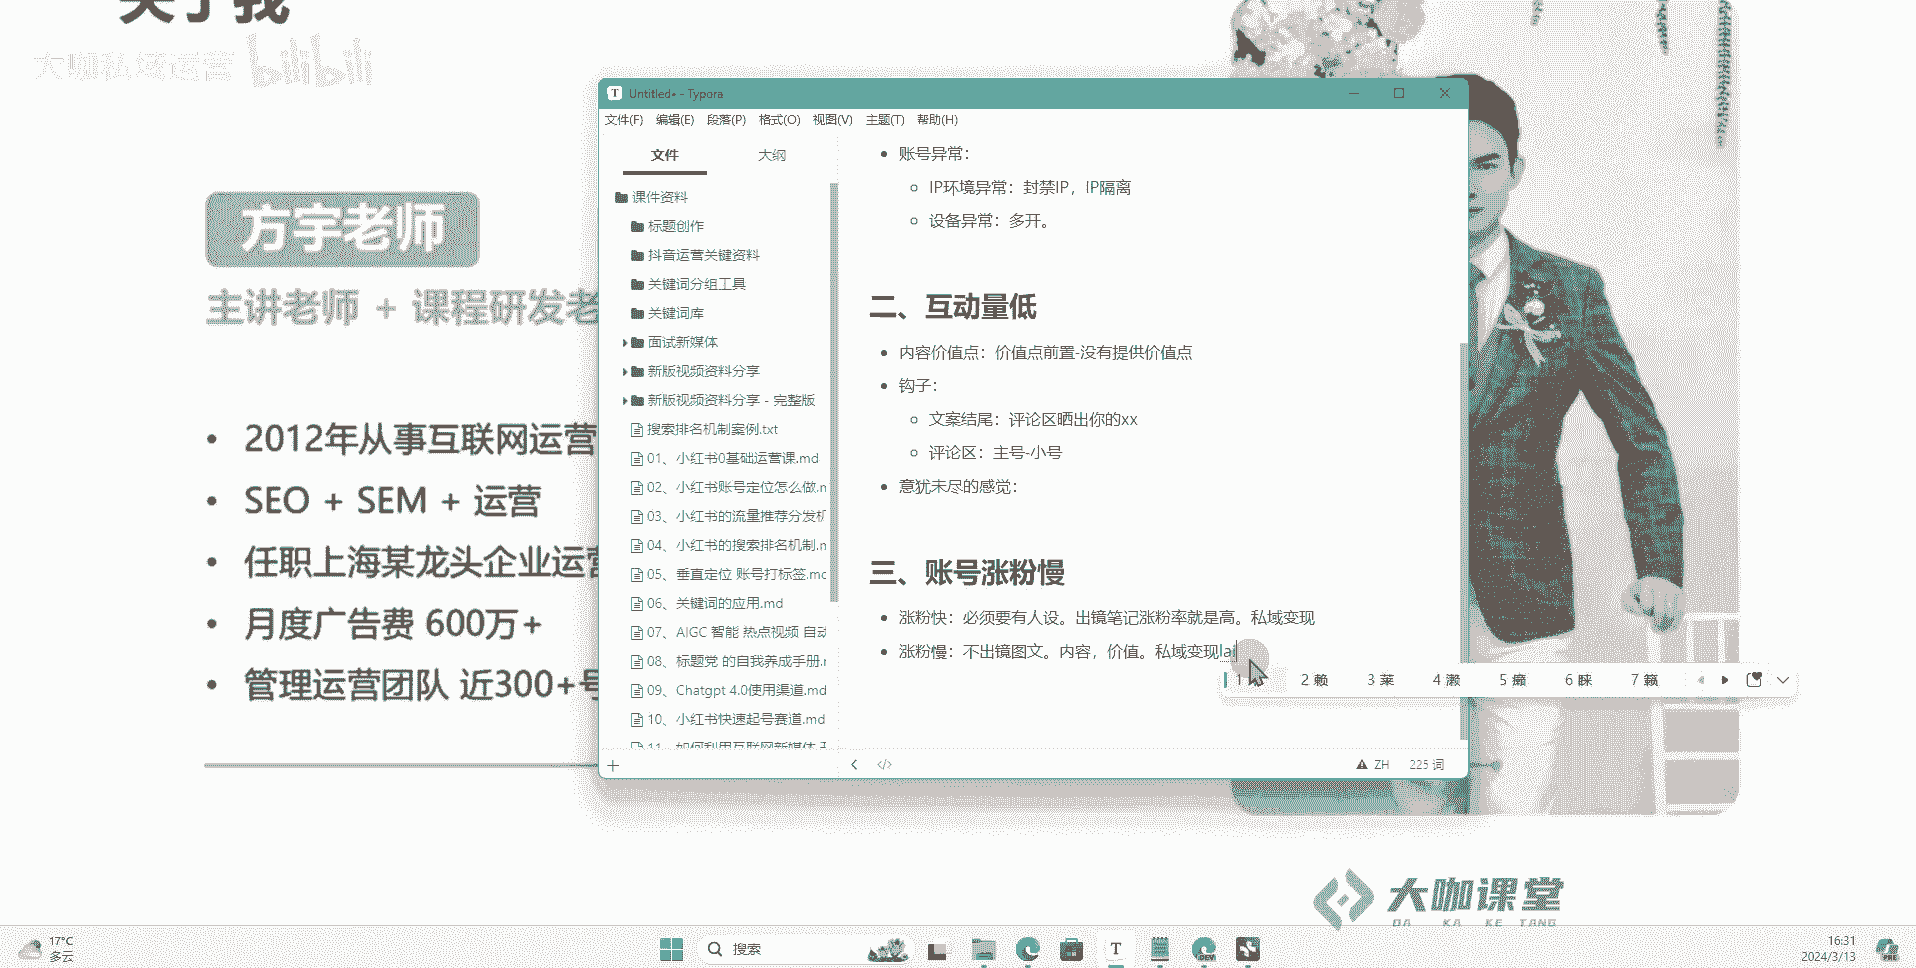 关于我
大咖私域运营 bilibili
方宇老师
主讲老师 + 课程研发老
2012年从事互联网运营
SEO + SEM + 运营
任职上海某龙头企业运营
月度广告费 600万+
管理运营团队 近300+号
Untitled• - Typora
文件(F) 编辑(E) 段落(P) 格式(O) 视图(V) 主题(T) 帮助(H)
文件 大纲
课件资料
标题创作
抖音运营关键资料
关键词分组工具
关键词库
面试新媒体
新版视频资料分享
新版视频资料分享 - 完整版
搜索排名机制案例.txt
01、小红书0基础运营课.md
02、小红书账号定位怎么做.m
03、小红书的流量推荐分发机
04、小红书的搜索排名机制.m
05、垂直定位 账号打标签.mc
06、关键词的应用.md
07、AIGC 智能 热点视频 自动
08、标题党 的自我养成手册.r
09、Chatgpt 4.0使用渠道.md
10、小红书快速起号赛道.md
11、如何利用互联网新媒体
账号异常：
IP环境异常：封禁IP，IP隔离
设备异常：多开。
二、互动量低
内容价值点：价值点前置-没有提供价值点
钩子：
文案结尾：评论区晒出你的xx
评论区：主号-小号
意犹未尽的感觉：
三、账号涨粉慢
涨粉快：必须要有人设。出镜笔记涨粉率就是高。私域变现
涨粉慢：不出镜图文。内容，价值。私域变现lai
1 2 赖 3 莱 4 濑 5 癞 6 睐 7 籁
</> ZH 225 词
大咖课堂
DA KA KE TANG
17°C
多云
搜索
T
DEV
16:31
2024/3/13
PRE